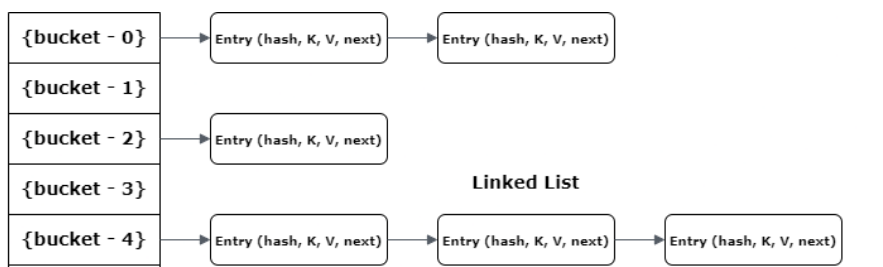 {bucket - 0} Entry (hash, K, V, next) Entry (hash, K, V, next)
{bucket - 1}
{bucket - 2} Entry (hash, K, V, next)
Linked List
{bucket - 3}
{bucket - 4} Entry (hash, K, V, next) Entry (hash, K, V, next) Entry (hash, K, V, next)